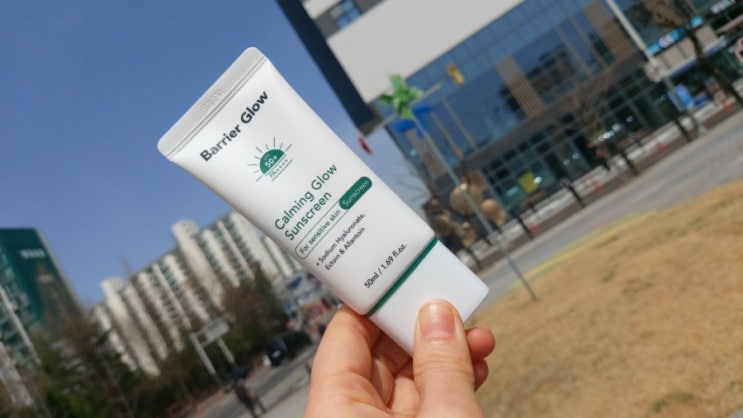 Barrier Glow
50+
PA++++
Calming Glow
Sunscreen
For sensitive skin Sunscreen
+ Sodium Hyaluronate,
Ectoin & Allantoin
50ml / 1.69 fl.oz.